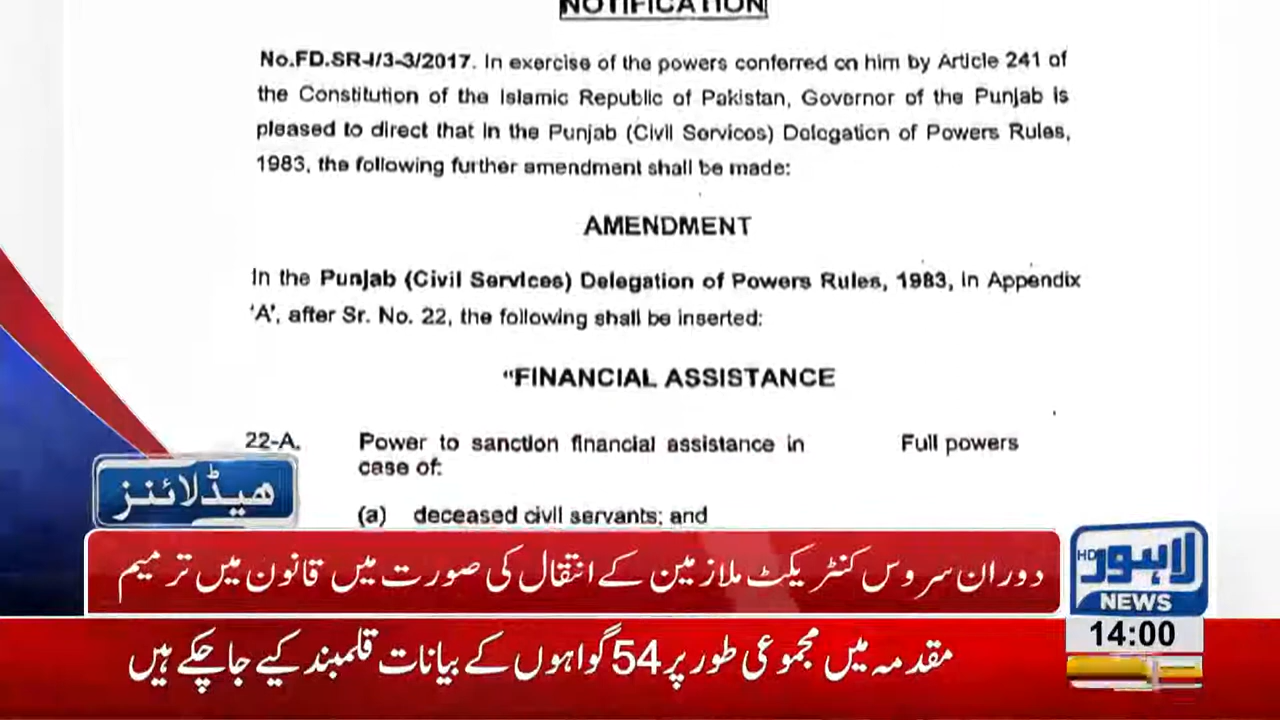 NOTIFICATION
No.FD.SR-I/3-3/2017. In exercise of the powers conferred on him by Article 241 of
the Constitution of the Islamic Republic of Pakistan, Governor of the Punjab is
pleased to direct that in the Punjab (Civil Services) Delegation of Powers Rules,
1983, the following further amendment shall be made:
AMENDMENT
In the Punjab (Civil Services) Delegation of Powers Rules, 1983, in Appendix
'A', after Sr. No. 22, the following shall be inserted:
"FINANCIAL ASSISTANCE
22-A. Power to sanction financial assistance in Full powers
case of:
(a) deceased civil servants; and
ہیڈلائنز
دوران سروس کنٹریکٹ ملازمین کے انتقال کی صورت میں قانون میں ترمیم
لاہور HD
NEWS
14:00
مقدمہ میں مجموعی طور پر 54 گواہوں کے بیانات قلمبند کیے جا چکے ہیں